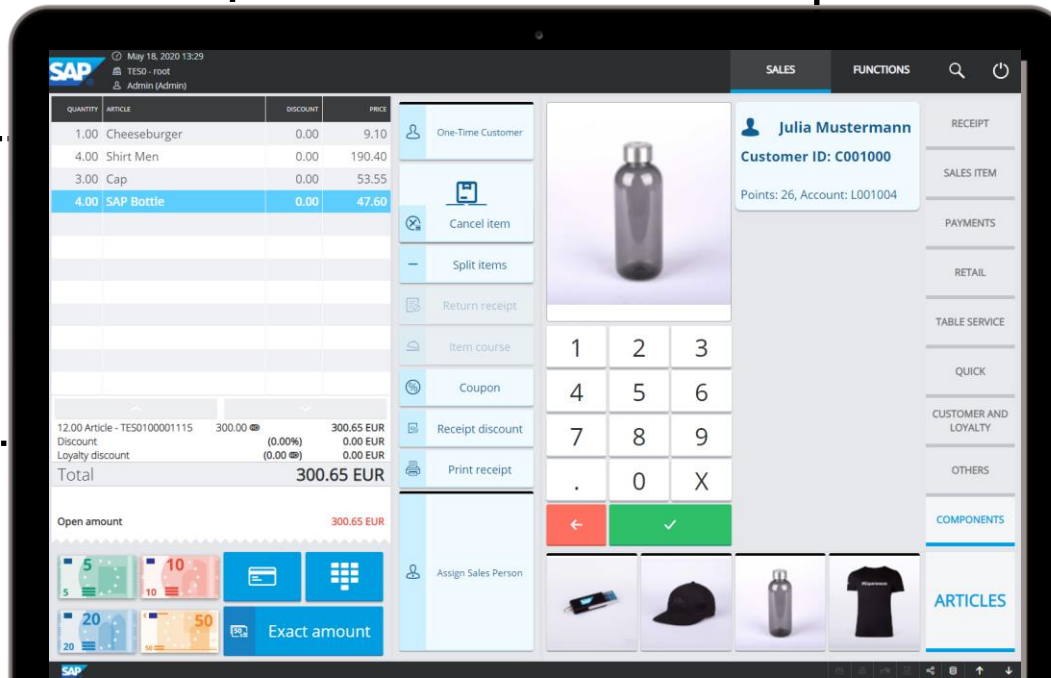 SAP
May 18, 2020 13:29
TES0 - root
Admin (Admin)
SALES
FUNCTIONS
QUANTITY ARTICLE DISCOUNT PRICE
1.00 Cheeseburger 0.00 9.10
4.00 Shirt Men 0.00 190.40
3.00 Cap 0.00 53.55
4.00 SAP Bottle 0.00 47.60
12.00 Article - TES0100001115 300.00 300.65 EUR
Discount (0.00%) 0.00 EUR
Loyalty discount (0.00) 0.00 EUR
Total 300.65 EUR
Open amount 300.65 EUR
5 5
10 10
20 20
50 50
Exact amount
One-Time Customer
Cancel item
Split items
Return receipt
Item course
Coupon
Receipt discount
Print receipt
Assign Sales Person
1 2 3
4 5 6
7 8 9
. 0 X
Julia Mustermann
Customer ID: C001000
Points: 26, Account: L001004
RECEIPT
SALES ITEM
PAYMENTS
RETAIL
TABLE SERVICE
QUICK
CUSTOMER AND
LOYALTY
OTHERS
COMPONENTS
ARTICLES
SAP